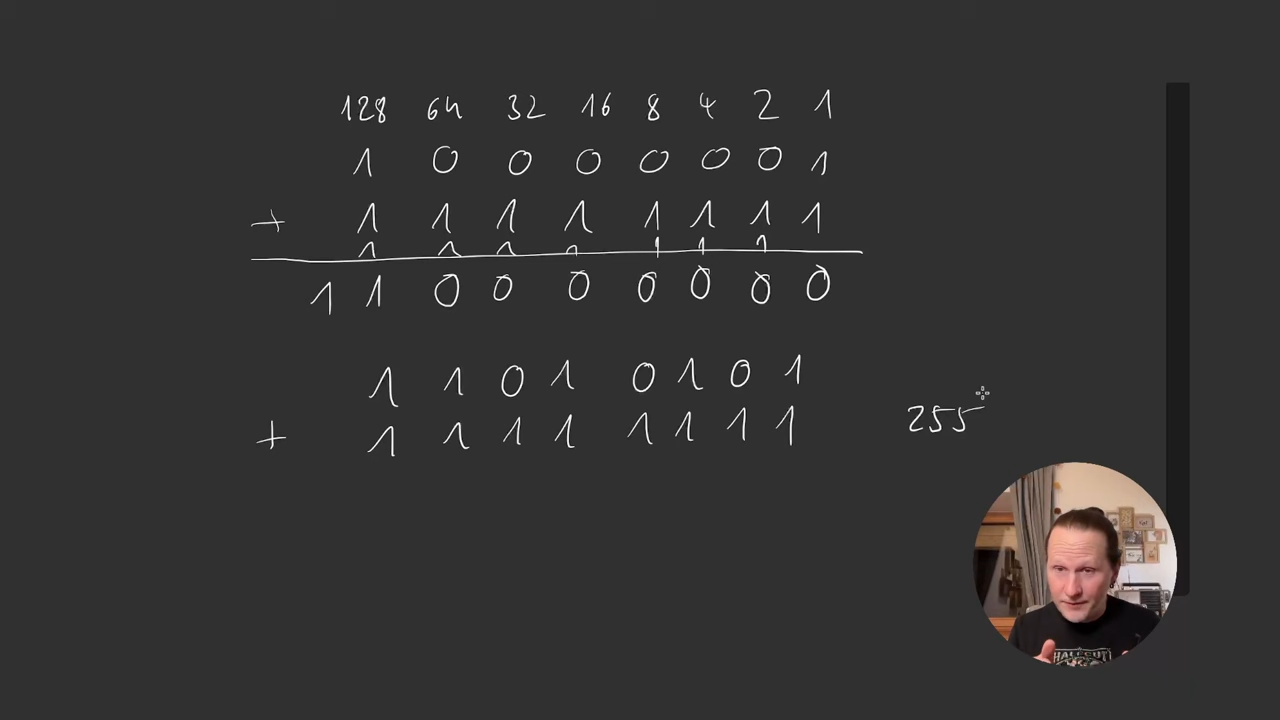 128 64 32 16 8 4 2 1
1 0 0 0 0 0 0 1
+ 1 1 1 1 1 1 1 1
1 1 1 1 1 1 1
1 1 0 0 0 0 0 0 0
1 1 0 1 0 1 0 1
+ 1 1 1 1 1 1 1 1 255
HALFCUT